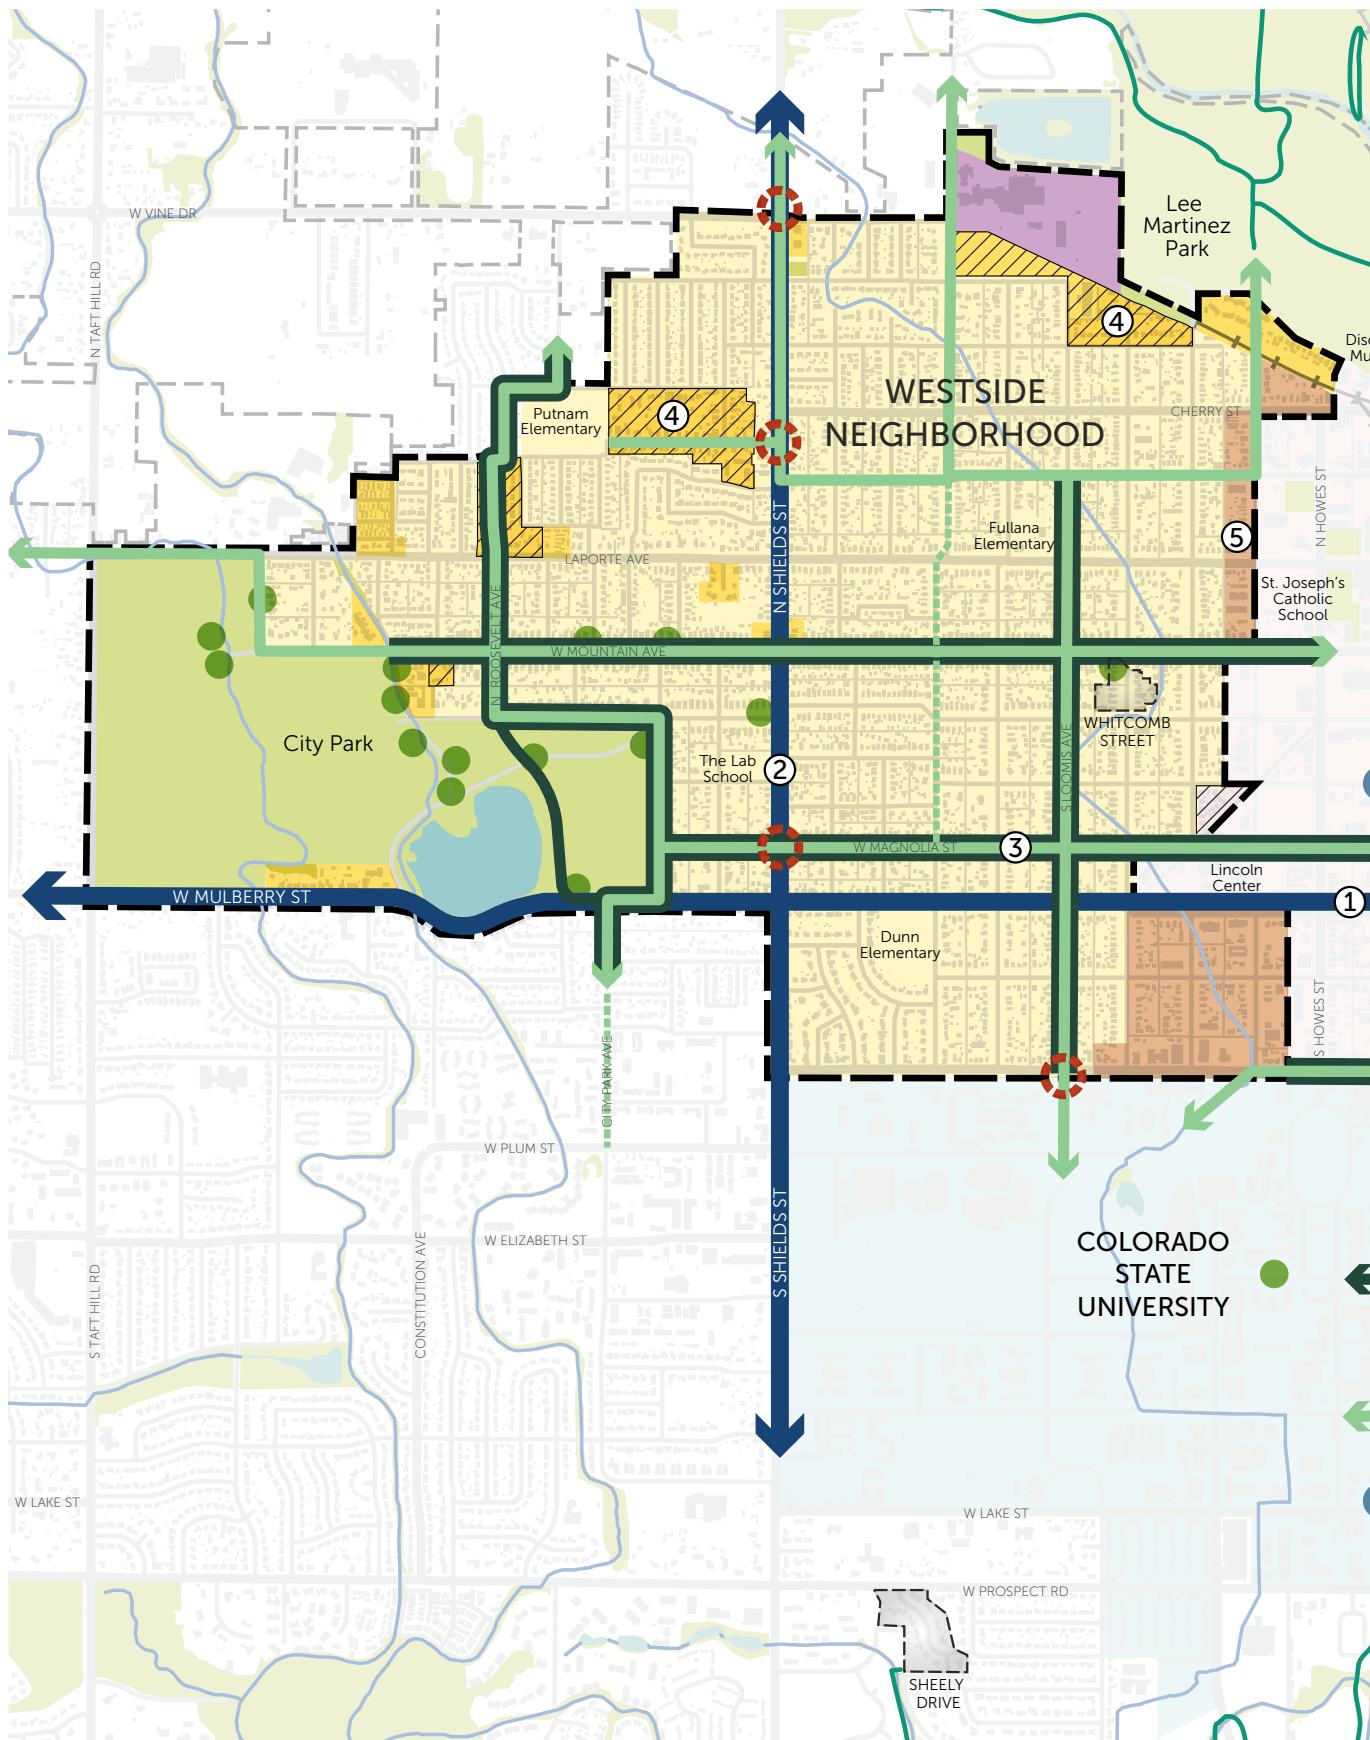 W VINE DR
N TAFT HILL RD
Lee
Martinez
Park
4
WESTSIDE
NEIGHBORHOOD
CHERRY ST
Putnam
Elementary
4
N SHIELDS ST
Fullana
Elementary
5
N HOWES ST
LAPORTE AVE
St. Joseph's
Catholic
School
N ROOSEVELT AVE
W MOUNTAIN AVE
City Park
The Lab
School
2
S LOOMIS AVE
WHITCOMB
STREET
W MAGNOLIA ST
3
Lincoln
Center
W MULBERRY ST
1
Dunn
Elementary
S HOWES ST
CITY PARK AVE
W PLUM ST
W ELIZABETH ST
CONSTITUTION AVE
S TAFT HILL RD
S SHIELDS ST
COLORADO
STATE
UNIVERSITY
W LAKE ST
W LAKE ST
W PROSPECT RD
SHEELY
DRIVE